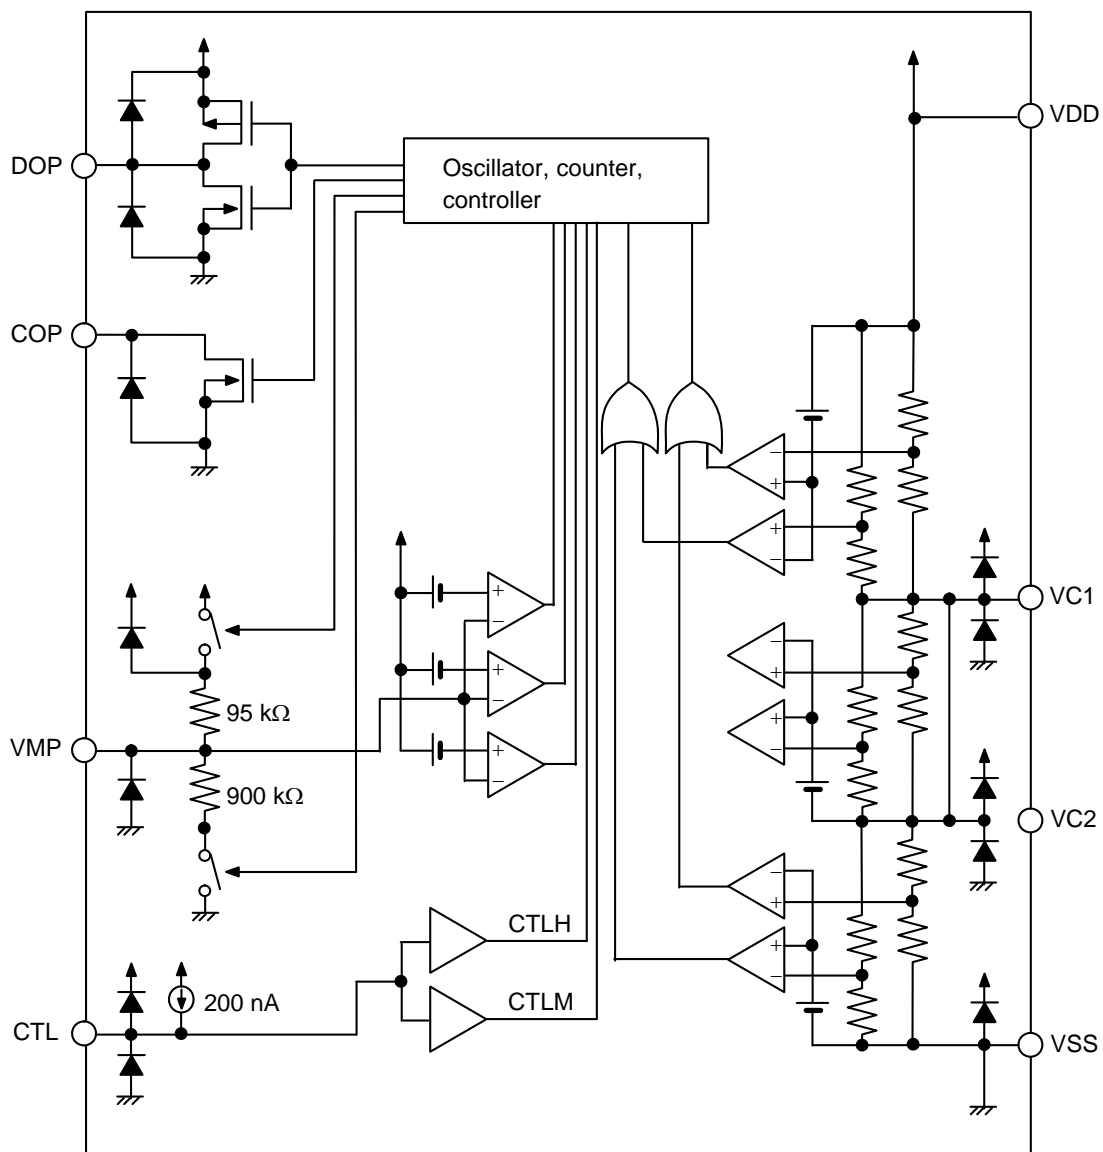 VDD
DOP
Oscillator, counter,
controller
COP
−
+
+
−
VC1
+
−
−
+
+
−
95 kΩ
+
−
VMP
+
−
900 kΩ
VC2
−
+
+
−
CTLH
200 nA
CTLM
CTL
VSS